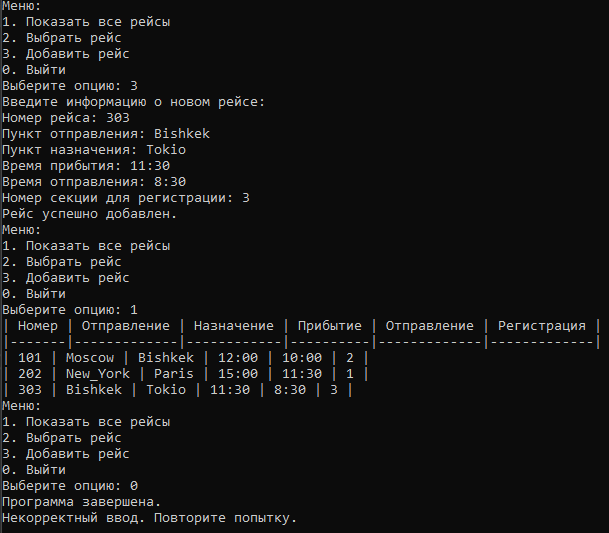 Меню:
1. Показать все рейсы
2. Выбрать рейс
3. Добавить рейс
0. Выйти
Выберите опцию: 3
Введите информацию о новом рейсе:
Номер рейса: 303
Пункт отправления: Bishkek
Пункт назначения: Tokio
Время прибытия: 11:30
Время отправления: 8:30
Номер секции для регистрации: 3
Рейс успешно добавлен.
Меню:
1. Показать все рейсы
2. Выбрать рейс
3. Добавить рейс
0. Выйти
Выберите опцию: 1
| Номер | Отправление | Назначение | Прибытие | Отправление | Регистрация |
|-------|-------------|------------|----------|-------------|-------------|
| 101 | Moscow | Bishkek | 12:00 | 10:00 | 2 |
| 202 | New_York | Paris | 15:00 | 11:30 | 1 |
| 303 | Bishkek | Tokio | 11:30 | 8:30 | 3 |
Меню:
1. Показать все рейсы
2. Выбрать рейс
3. Добавить рейс
0. Выйти
Выберите опцию: 0
Программа завершена.
Некорректный ввод. Повторите попытку.